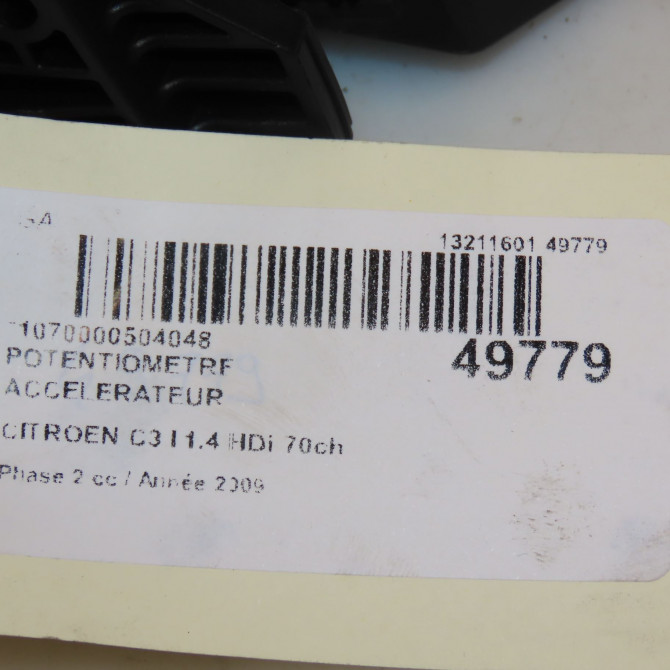 13211601 49779
1070000504048
49779
POTENTIOMETRE
ACCELERATEUR
CITROEN C3 I 1.4 HDi 70ch
Phase 2 cc / Année 2009